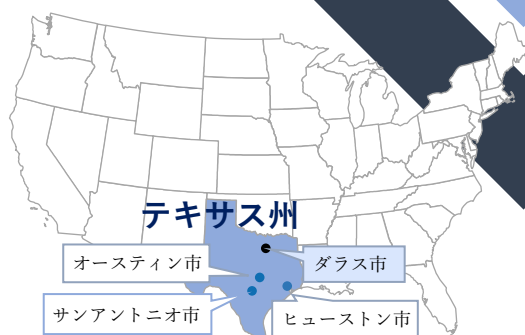 テキサス州
オースティン市
ダラス市
サンアントニオ市
ヒューストン市